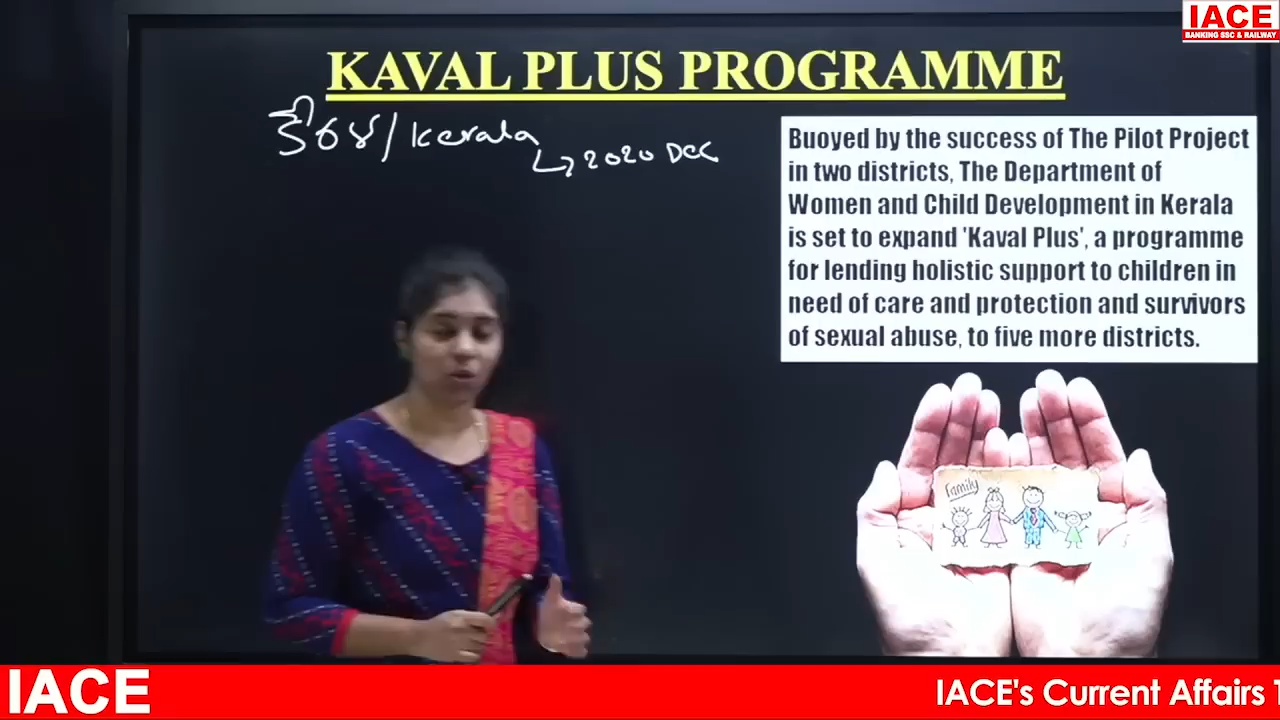 IACE
BANKING SSC & RAILWAY
KAVAL PLUS PROGRAMME
కేరళ / Kerala
↳ 2020 Dec
Buoyed by the success of The Pilot Project
in two districts, The Department of
Women and Child Development in Kerala
is set to expand 'Kaval Plus', a programme
for lending holistic support to children in
need of care and protection and survivors
of sexual abuse, to five more districts.
Family
IACE
IACE's Current Affairs